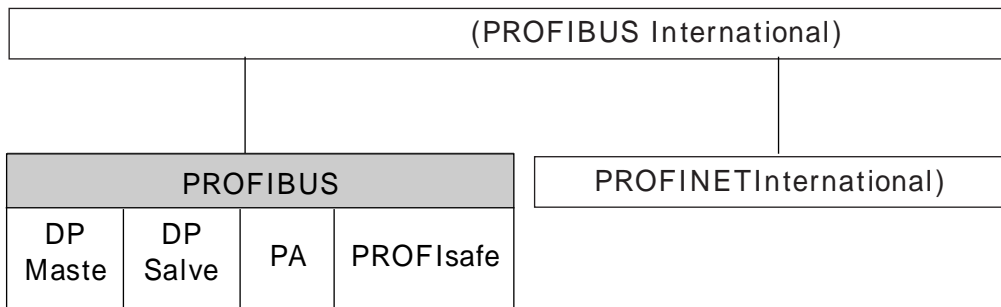 (PROFIBUS International)
PROFIBUS
PROFINETInternational)
DP
Maste
DP
Salve
PA
PROFIsafe